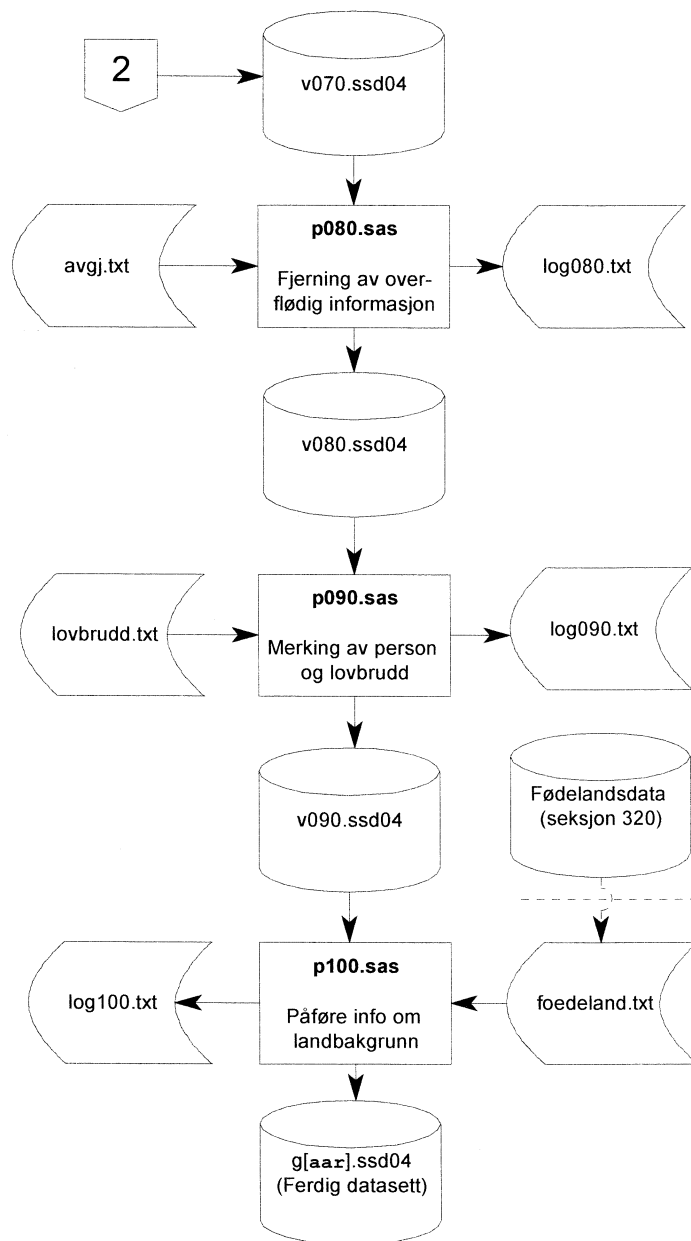 2
v070.ssd04
avgj.txt
p080.sas
Fjerning av over-
flødig informasjon
log080.txt
v080.ssd04
lovbrudd.txt
p090.sas
Merking av person
og lovbrudd
log090.txt
v090.ssd04
Fødelandsdata
(seksjon 320)
log100.txt
p100.sas
Påføre info om
landbakgrunn
foedeland.txt
g[aar].ssd04
(Ferdig datasett)